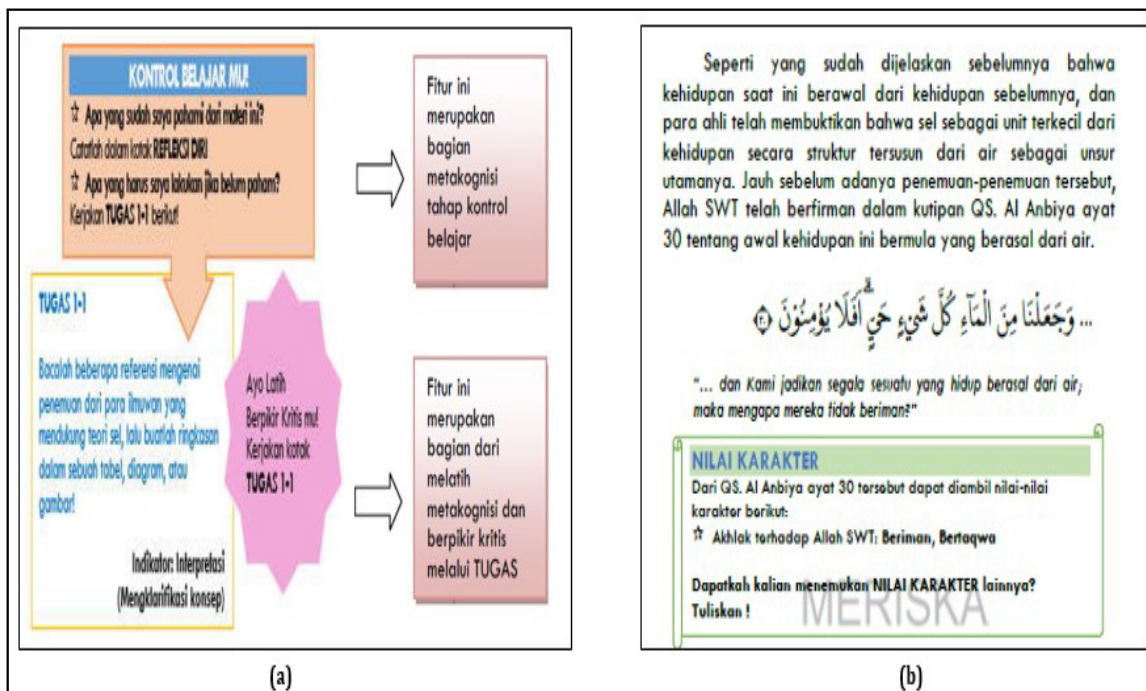 KONTROL BELAJAR MU!
☆ Apa yang sudah saya pahami dari materi ini?
Catatlah dalam kotak REFLEKSI DIRI
☆ Apa yang harus saya lakukan jika belum paham?
Kerjakan TUGAS 1-1 berikut!
Fitur ini
merupakan
bagian
metakognisi
tahap kontrol
belajar
TUGAS 1-1
Bacalah beberapa referensi mengenai
penemuan dari para ilmuwan yang
mendukung teori sel, lalu buatlah ringkasan
dalam sebuah tabel, diagram, atau
gambar!
Indikator: Interpretasi
(Mengklarifikasi konsep)
Ayo Latih
Berpikir Kritis mu!
Kerjakan kotak
TUGAS 1-1
Fitur ini
merupakan
bagian dari
melatih
metakognisi dan
berpikir kritis
melalui TUGAS
(a)
Seperti yang sudah dijelaskan sebelumnya bahwa
kehidupan saat ini berawal dari kehidupan sebelumnya, dan
para ahli telah membuktikan bahwa sel sebagai unit terkecil dari
kehidupan secara struktur tersusun dari air sebagai unsur
utamanya. Jauh sebelum adanya penemuan-penemuan tersebut,
Allah SWT telah berfirman dalam kutipan QS. Al Anbiya ayat
30 tentang awal kehidupan ini bermula yang berasal dari air.
... وَجَعَلْنَا مِنَ الْمَاۤءِ كُلَّ شَيْءٍ حَيٍّۗ اَفَلَا يُؤْمِنُوْنَ ٣٠
"... dan Kami jadikan segala sesuatu yang hidup berasal dari air;
maka mengapa mereka tidak beriman?"
NILAI KARAKTER
Dari QS. Al Anbiya ayat 30 tersebut dapat diambil nilai-nilai
karakter berikut:
☆ Akhlak terhadap Allah SWT: Beriman, Bertaqwa
Dapatkah kalian menemukan NILAI KARAKTER lainnya?
Tuliskan !
MERISKA
(b)